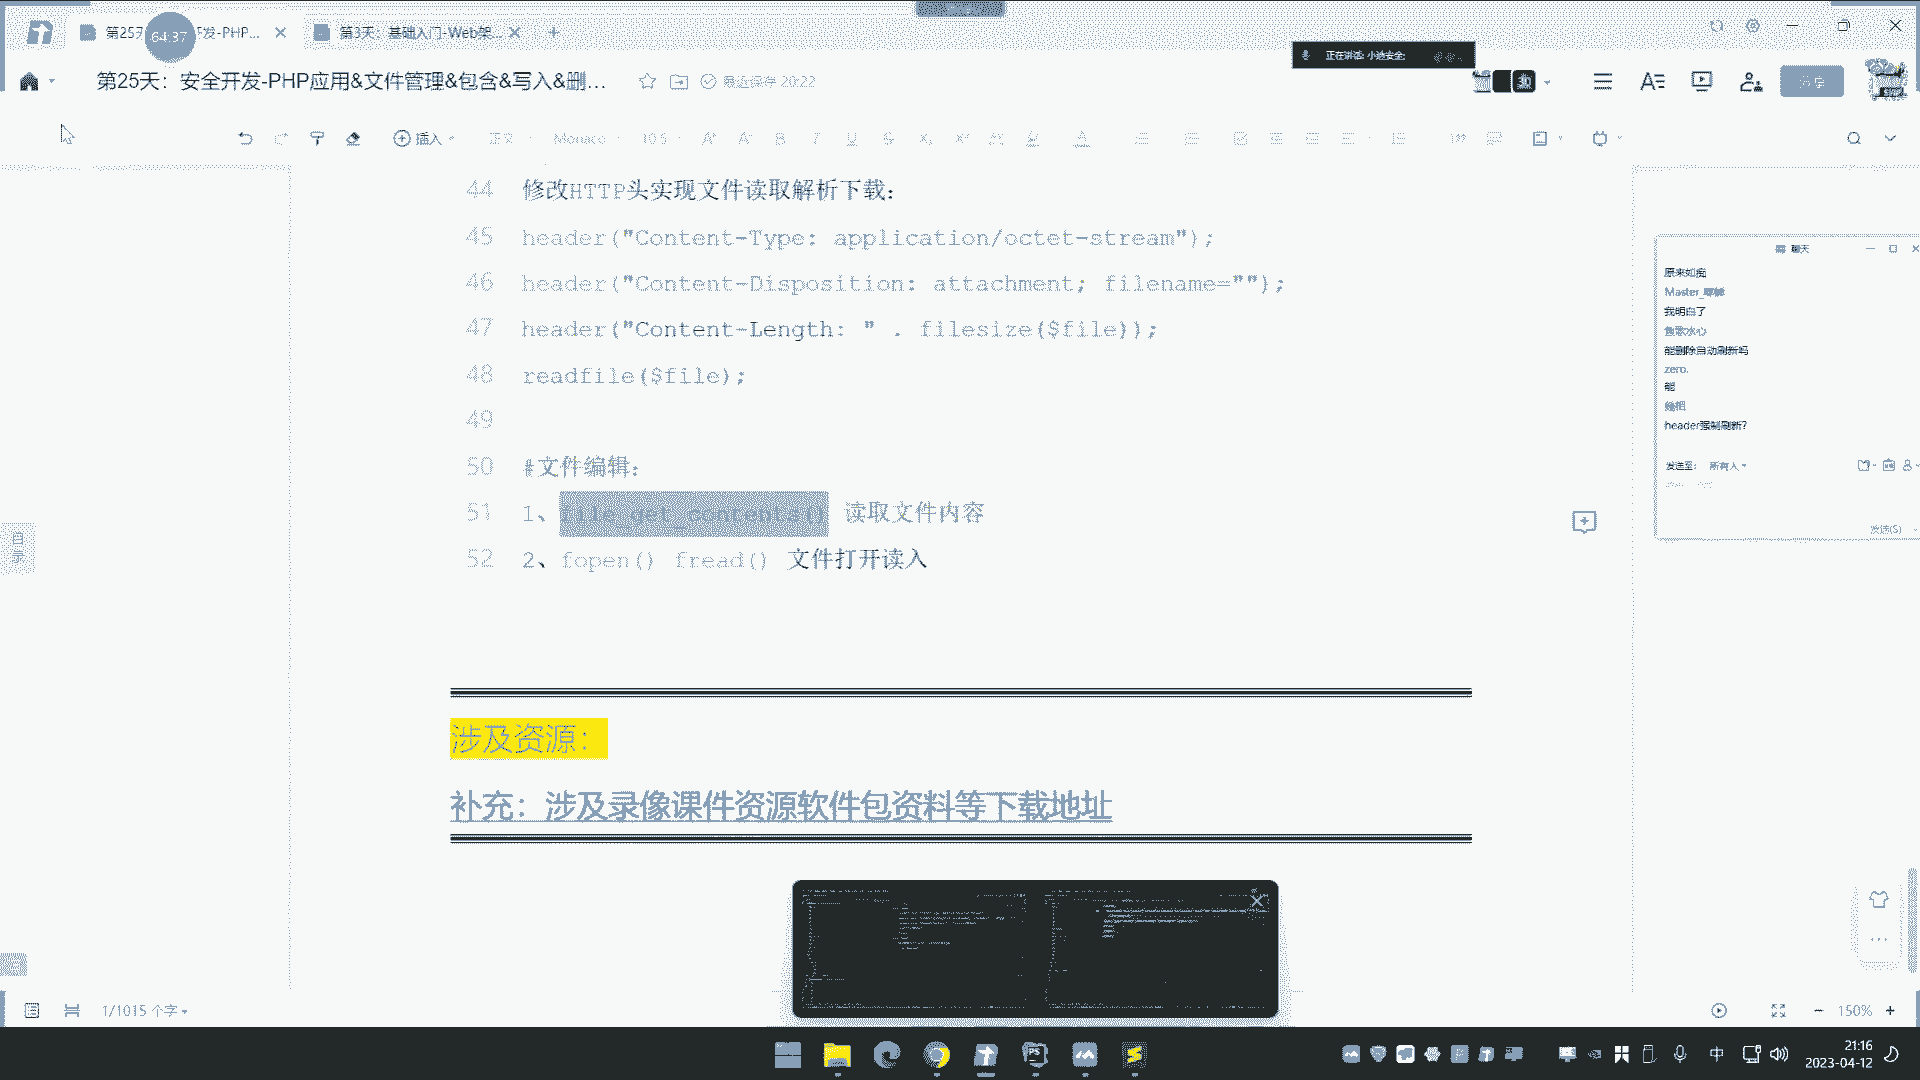 第25天
发-PHP...
第3天：基础入门-Web架...
64:37
正在讲话: 小迪安全;
第25天：安全开发-PHP应用&文件管理&包含&写入&删...
最近保存 20:22
分享
插入
正文
Monaco
10.5
44 修改HTTP头实现文件读取解析下载：
45 header("Content-Type: application/octet-stream");
46 header("Content-Disposition: attachment; filename="");
47 header("Content-Length: " . filesize($file));
48 readfile($file);
49
50 #文件编辑：
51 1、file_get_contents() 读取文件内容
52 2、fopen() fread() 文件打开读入
涉及资源：
补充：涉及录像课件资源软件包资料等下载地址
聊天
原来如痴
我明白了
鱼歌水心
能删除自动刷新吗
zero.
能
header强制刷新?
发送至: 所有人
发送(S)
目
录
1/1015 个字
150%
中
21:16
2023-04-12